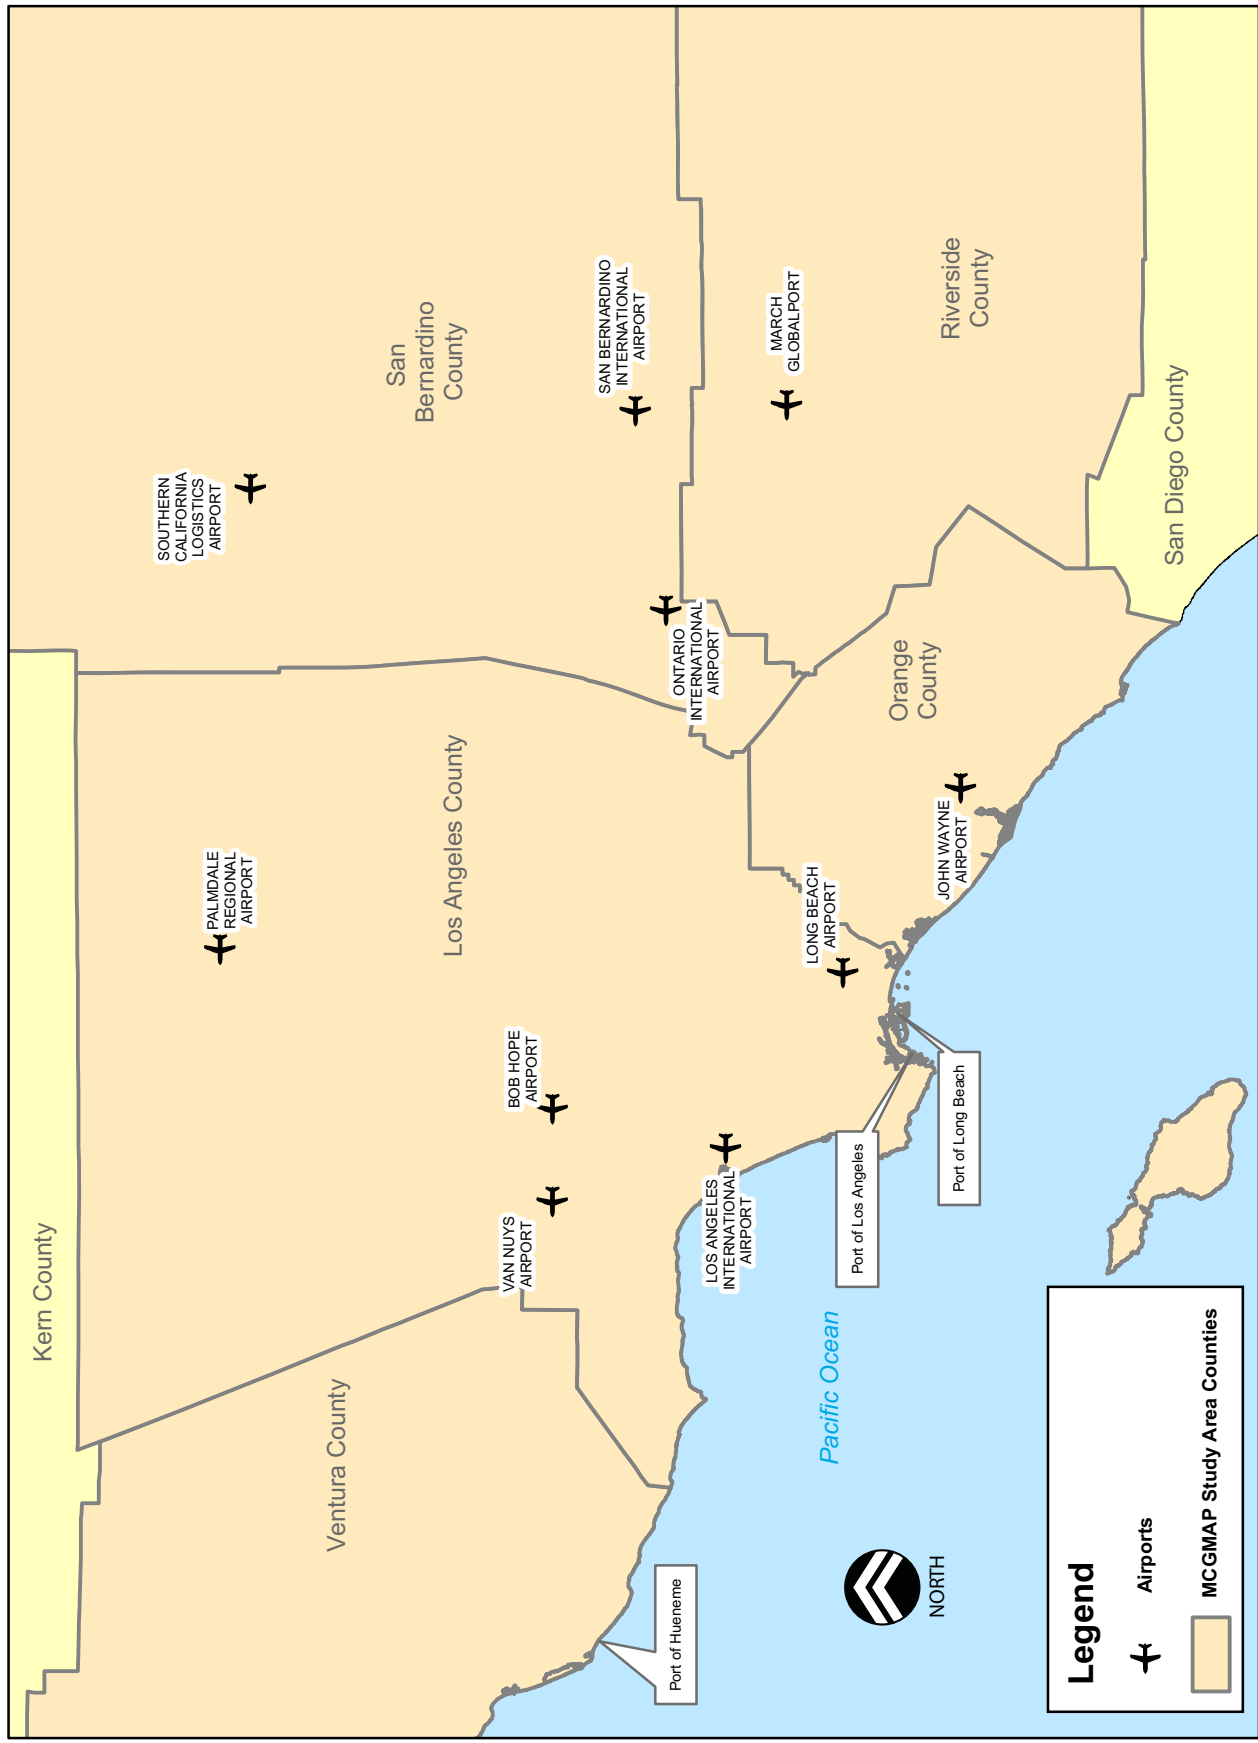 Kern County
Ventura County
Los Angeles County
San
Bernardino
County
Riverside
County
Orange
County
San Diego County
PALMDALE
REGIONAL
AIRPORT
SOUTHERN
CALIFORNIA
LOGISTICS
AIRPORT
VAN NUYS
AIRPORT
BOB HOPE
AIRPORT
SAN BERNARDINO
INTERNATIONAL
AIRPORT
ONTARIO
INTERNATIONAL
AIRPORT
MARCH
GLOBALPORT
LOS ANGELES
INTERNATIONAL
AIRPORT
LONG BEACH
AIRPORT
JOHN WAYNE
AIRPORT
Port of Hueneme
Port of Los Angeles
Port of Long Beach
Pacific Ocean
NORTH
Legend
Airports
MCGMAP Study Area Counties